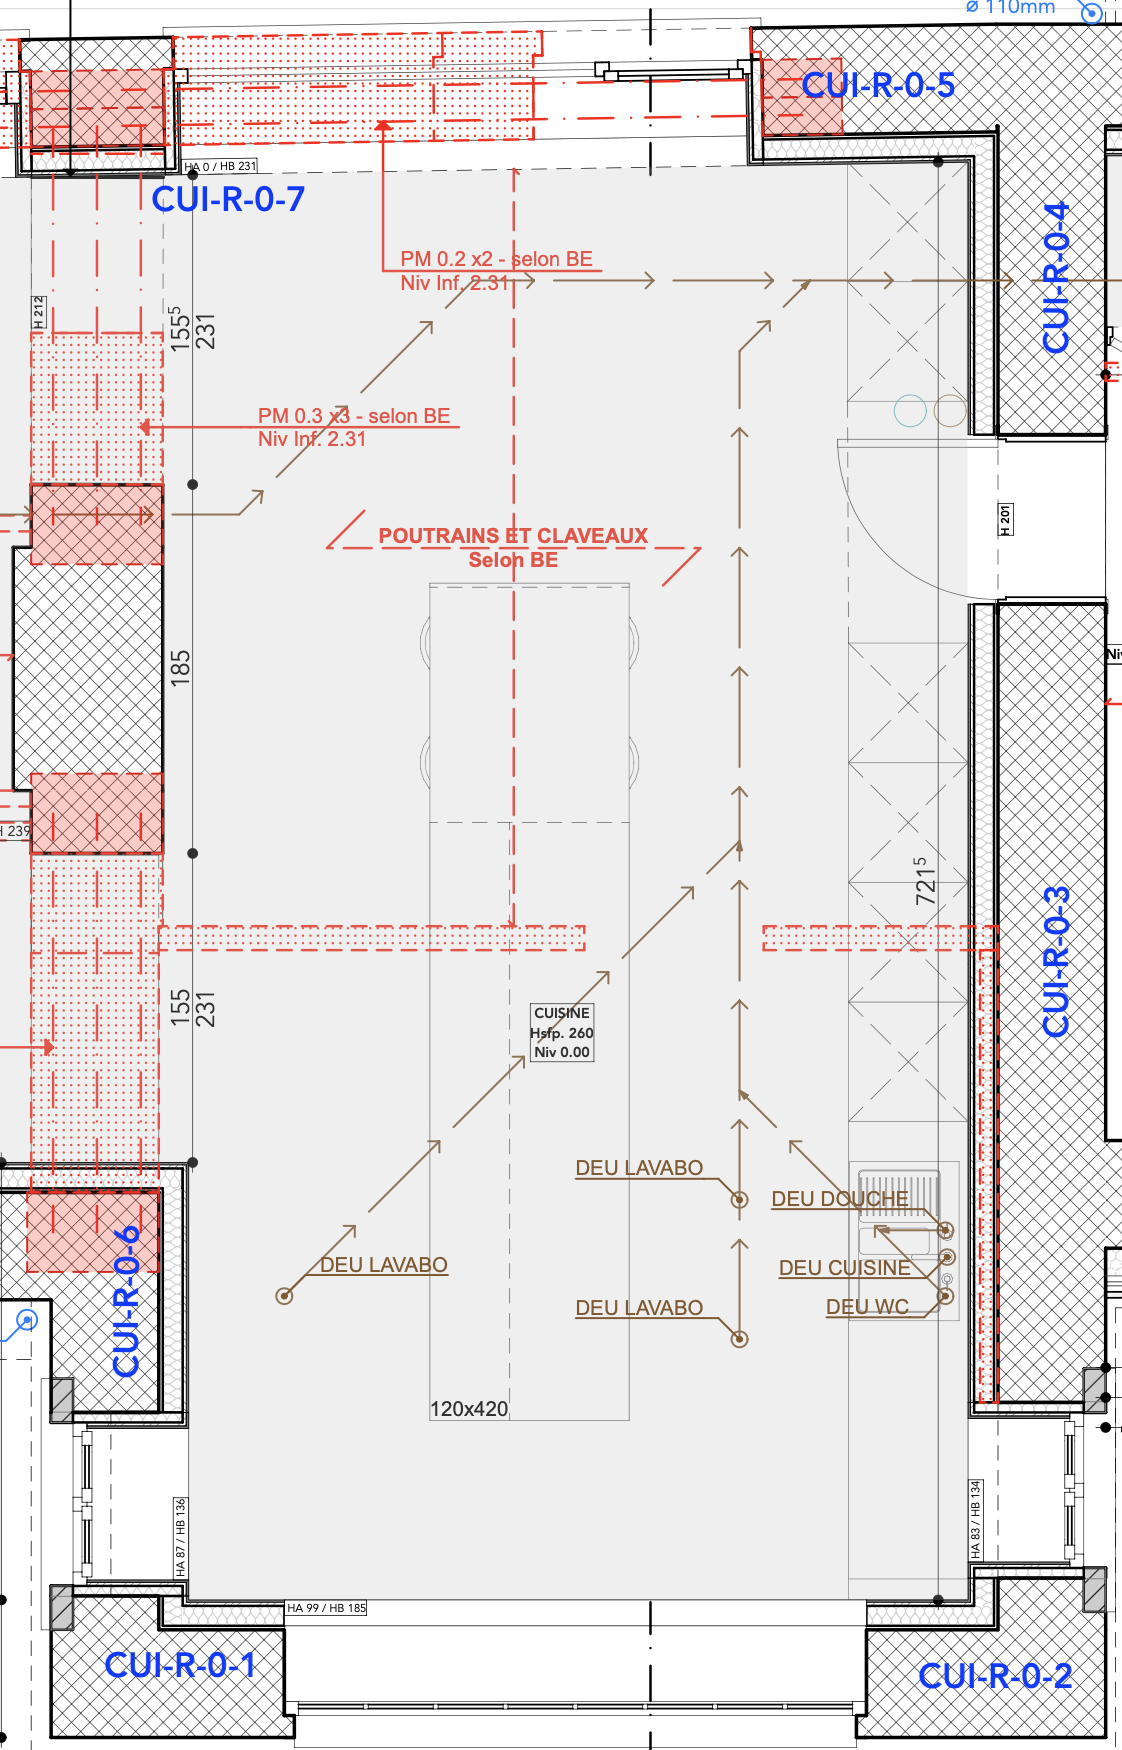 ⌀ 110mm
CUI-R-0-5
HA 0 / HB 231
CUI-R-0-7
CUI-R-0-4
PM 0.2 x2 - selon BE
Niv Inf. 2.31
H 212
155⁵
231
PM 0.3 x3 - selon BE
Niv Inf. 2.31
H 201
POUTRAINS ET CLAVEAUX
Selon BE
185
Niv
H 239
721⁵
CUI-R-0-3
155
231
CUISINE
Hsfp. 260
Niv 0.00
DEU LAVABO
DEU DOUCHE
DEU LAVABO
DEU CUISINE
DEU LAVABO
DEU WC
CUI-R-0-6
120x420
HA 87 / HB 136
HA 83 / HB 134
HA 99 / HB 185
CUI-R-0-1
CUI-R-0-2